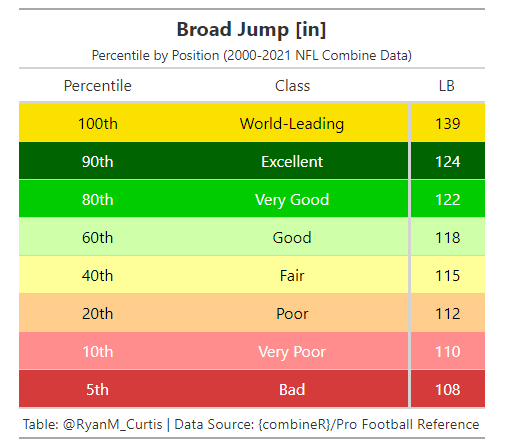 Broad Jump [in]
Percentile by Position (2000-2021 NFL Combine Data)
Percentile Class LB
100th World-Leading 139
90th Excellent 124
80th Very Good 122
60th Good 118
40th Fair 115
20th Poor 112
10th Very Poor 110
5th Bad 108
Table: @RyanM_Curtis | Data Source: {combineR}/Pro Football Reference